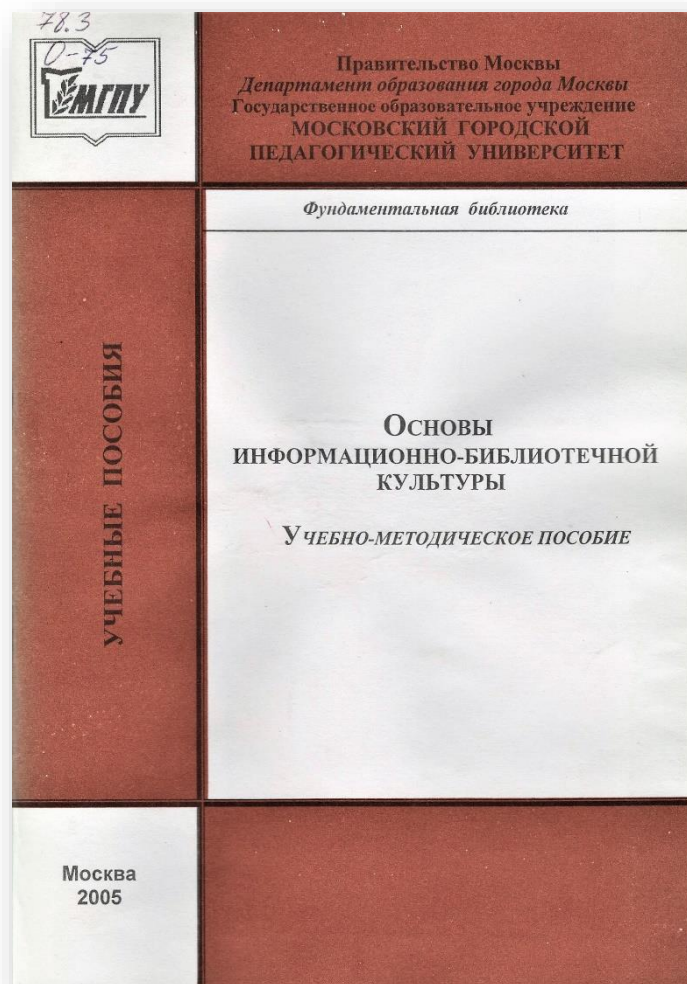 78.3
О-75
МГПУ
Правительство Москвы
Департамент образования города Москвы
Государственное образовательное учреждение
МОСКОВСКИЙ ГОРОДСКОЙ
ПЕДАГОГИЧЕСКИЙ УНИВЕРСИТЕТ
Фундаментальная библиотека
УЧЕБНЫЕ ПОСОБИЯ
ОСНОВЫ
ИНФОРМАЦИОННО-БИБЛИОТЕЧНОЙ
КУЛЬТУРЫ
УЧЕБНО-МЕТОДИЧЕСКОЕ ПОСОБИЕ
Москва
2005